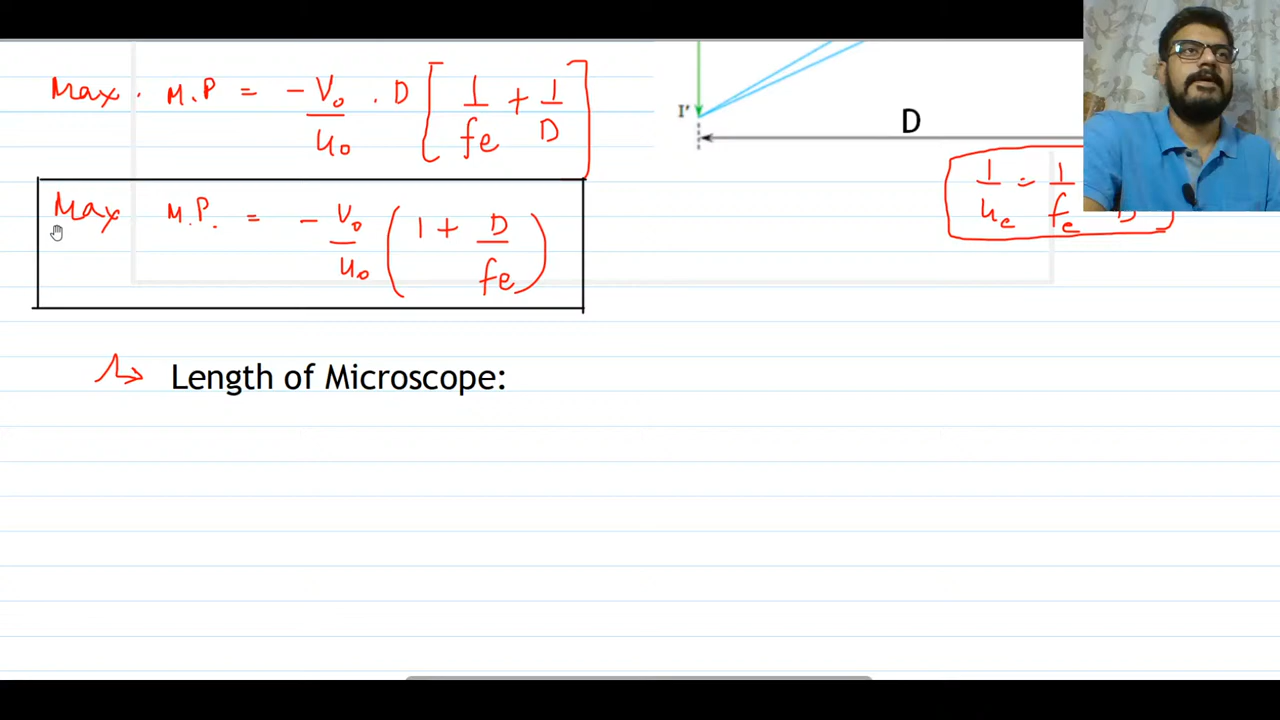 Max. M.P = - V₀/u₀ . D [ 1/fe + 1/D ]
I' D
1/ue = 1/fe D
Max M.P. = - V₀/u₀ ( 1 + D/fe )
Length of Microscope: